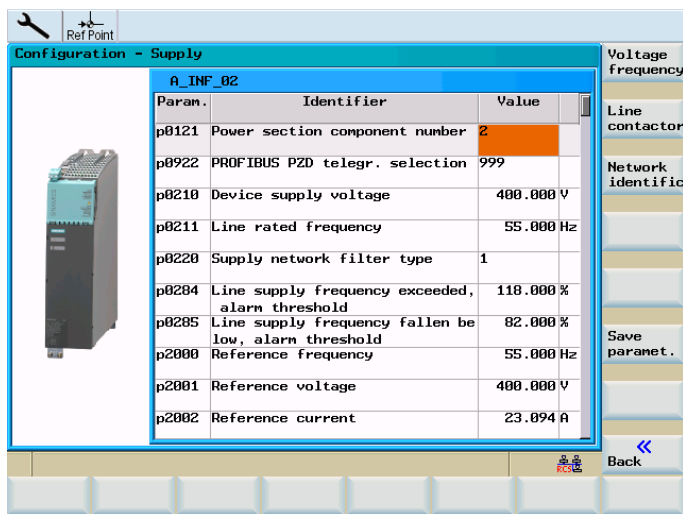 Ref Point
Configuration - Supply
A_INF_02
Param. Identifier Value
p0121 Power section component number 2
p0922 PROFIBUS PZD telegr. selection 999
p0210 Device supply voltage 400.000 V
p0211 Line rated frequency 55.000 Hz
p0220 Supply network filter type 1
p0284 Line supply frequency exceeded, 118.000 %
alarm threshold
p0285 Line supply frequency fallen be 82.000 %
low, alarm threshold
p2000 Reference frequency 55.000 Hz
p2001 Reference voltage 400.000 V
p2002 Reference current 23.094 A
Voltage
frequency
Line
contactor
Network
identific
Save
paramet.
«
Back
RCS